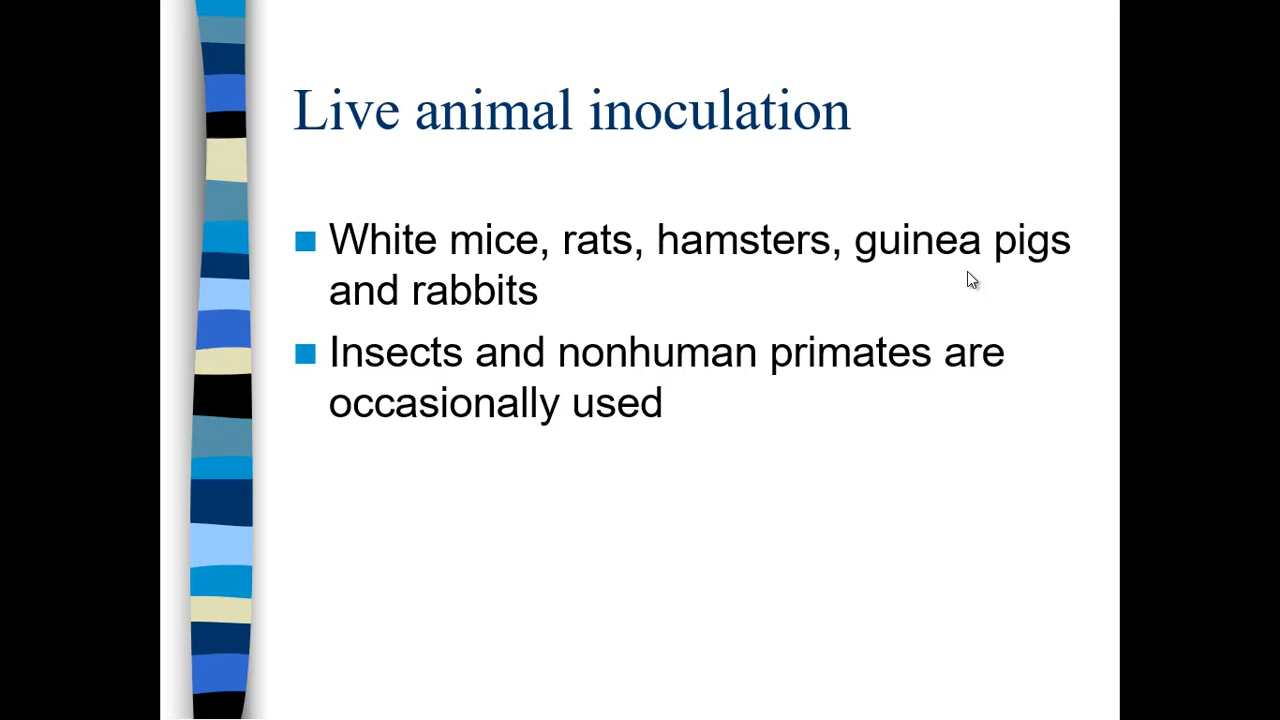 Live animal inoculation
White mice, rats, hamsters, guinea pigs
and rabbits
Insects and nonhuman primates are
occasionally used